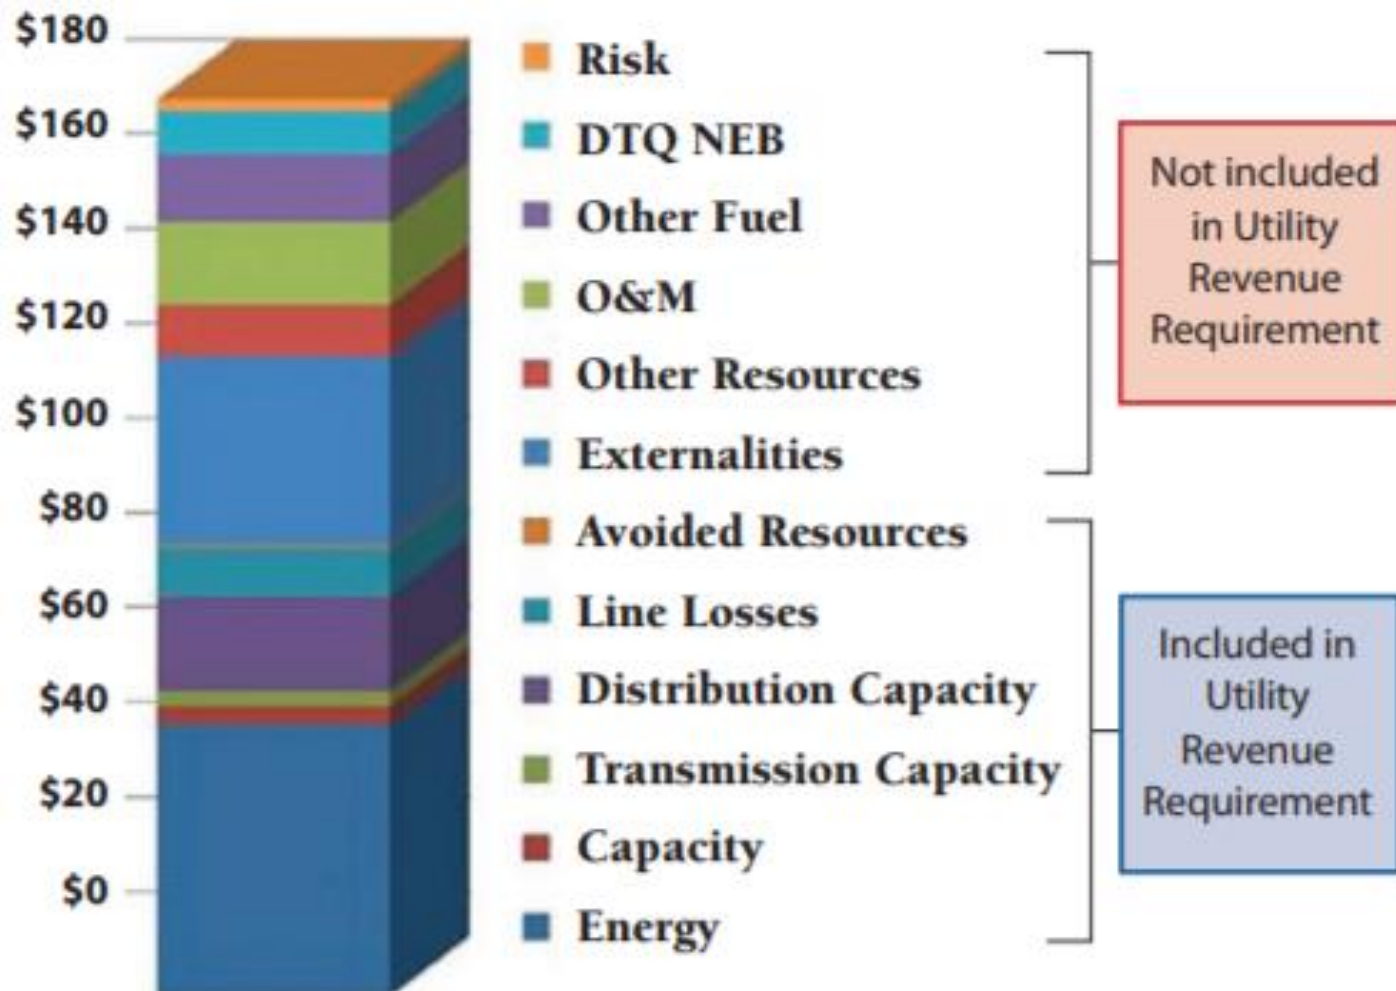 $180
$160
$140
$120
$100
$80
$60
$40
$20
$0
Risk
DTQ NEB
Other Fuel
O&M
Other Resources
Externalities
Avoided Resources
Line Losses
Distribution Capacity
Transmission Capacity
Capacity
Energy
Not included
in Utility
Revenue
Requirement
Included in
Utility
Revenue
Requirement